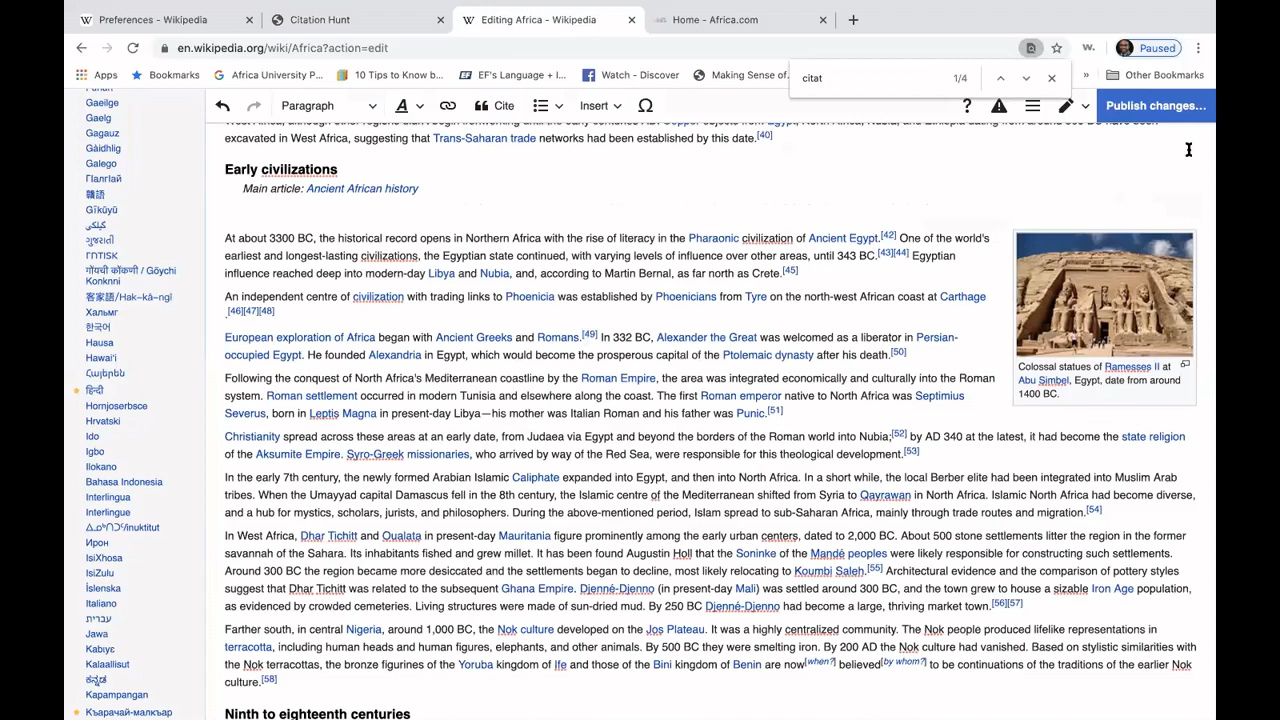 Preferences - Wikipedia
Citation Hunt
Editing Africa - Wikipedia
Home - Africa.com
en.wikipedia.org/wiki/Africa?action=edit
W.
Paused
Apps
Bookmarks
Africa University P...
10 Tips to Know b...
EF's Language + I...
Watch - Discover
Making Sense of
»
Other Bookmarks
citat
1/4
Paragraph
A
Cite
Insert
Ω
?
Publish changes...
Gaeilge
Gaelg
Gagauz
Gàidhlig
Galego
贛語
Gĩkũyũ
گیلکی
ગુજરાતી
गोंयची कोंकणी / Gõychi
Konknni
客家語/Hak-kâ-ngî
Хальмг
한국어
Hausa
Hawaiʻi
Հայերեն
हिन्दी
Hornjoserbsce
Hrvatski
Ido
Igbo
Ilokano
Bahasa Indonesia
Interlingua
Interlingue
ᐃᓄᒃᑎᑐᑦ/inuktitut
Ирон
IsiXhosa
IsiZulu
Íslenska
Italiano
עברית
Jawa
Kabɩyɛ
Kalaallisut
ಕನ್ನಡ
Kapampangan
Къарачай-малкъар
excavated in West Africa, suggesting that Trans-Saharan trade networks had been established by this date.[40]
Early civilizations
Main article: Ancient African history
At about 3300 BC, the historical record opens in Northern Africa with the rise of literacy in the Pharaonic civilization of Ancient Egypt.[42] One of the world's
earliest and longest-lasting civilizations, the Egyptian state continued, with varying levels of influence over other areas, until 343 BC.[43][44] Egyptian
influence reached deep into modern-day Libya and Nubia, and, according to Martin Bernal, as far north as Crete.[45]
An independent centre of civilization with trading links to Phoenicia was established by Phoenicians from Tyre on the north-west African coast at Carthage
.[46][47][48]
European exploration of Africa began with Ancient Greeks and Romans.[49] In 332 BC, Alexander the Great was welcomed as a liberator in Persian-
occupied Egypt. He founded Alexandria in Egypt, which would become the prosperous capital of the Ptolemaic dynasty after his death.[50]
Following the conquest of North Africa's Mediterranean coastline by the Roman Empire, the area was integrated economically and culturally into the Roman
system. Roman settlement occurred in modern Tunisia and elsewhere along the coast. The first Roman emperor native to North Africa was Septimius
Severus, born in Leptis Magna in present-day Libya—his mother was Italian Roman and his father was Punic.[51]
Colossal statues of Ramesses II at
Abu Simbel, Egypt, date from around
1400 BC.
Christianity spread across these areas at an early date, from Judaea via Egypt and beyond the borders of the Roman world into Nubia;[52] by AD 340 at the latest, it had become the state religion
of the Aksumite Empire. Syro-Greek missionaries, who arrived by way of the Red Sea, were responsible for this theological development.[53]
In the early 7th century, the newly formed Arabian Islamic Caliphate expanded into Egypt, and then into North Africa. In a short while, the local Berber elite had been integrated into Muslim Arab
tribes. When the Umayyad capital Damascus fell in the 8th century, the Islamic centre of the Mediterranean shifted from Syria to Qayrawan in North Africa. Islamic North Africa had become diverse,
and a hub for mystics, scholars, jurists, and philosophers. During the above-mentioned period, Islam spread to sub-Saharan Africa, mainly through trade routes and migration.[54]
In West Africa, Dhar Tichitt and Oualata in present-day Mauritania figure prominently among the early urban centers, dated to 2,000 BC. About 500 stone settlements litter the region in the former
savannah of the Sahara. Its inhabitants fished and grew millet. It has been found Augustin Holl that the Soninke of the Mandé peoples were likely responsible for constructing such settlements.
Around 300 BC the region became more desiccated and the settlements began to decline, most likely relocating to Koumbi Saleh.[55] Architectural evidence and the comparison of pottery styles
suggest that Dhar Tichitt was related to the subsequent Ghana Empire. Djenné-Djenno (in present-day Mali) was settled around 300 BC, and the town grew to house a sizable Iron Age population,
as evidenced by crowded cemeteries. Living structures were made of sun-dried mud. By 250 BC Djenné-Djenno had become a large, thriving market town.[56][57]
Farther south, in central Nigeria, around 1,000 BC, the Nok culture developed on the Jos Plateau. It was a highly centralized community. The Nok people produced lifelike representations in
terracotta, including human heads and human figures, elephants, and other animals. By 500 BC they were smelting iron. By 200 AD the Nok culture had vanished. Based on stylistic similarities with
the Nok terracottas, the bronze figurines of the Yoruba kingdom of Ife and those of the Bini kingdom of Benin are now[when?] believed[by whom?] to be continuations of the traditions of the earlier Nok
culture.[58]
Ninth to eighteenth centuries